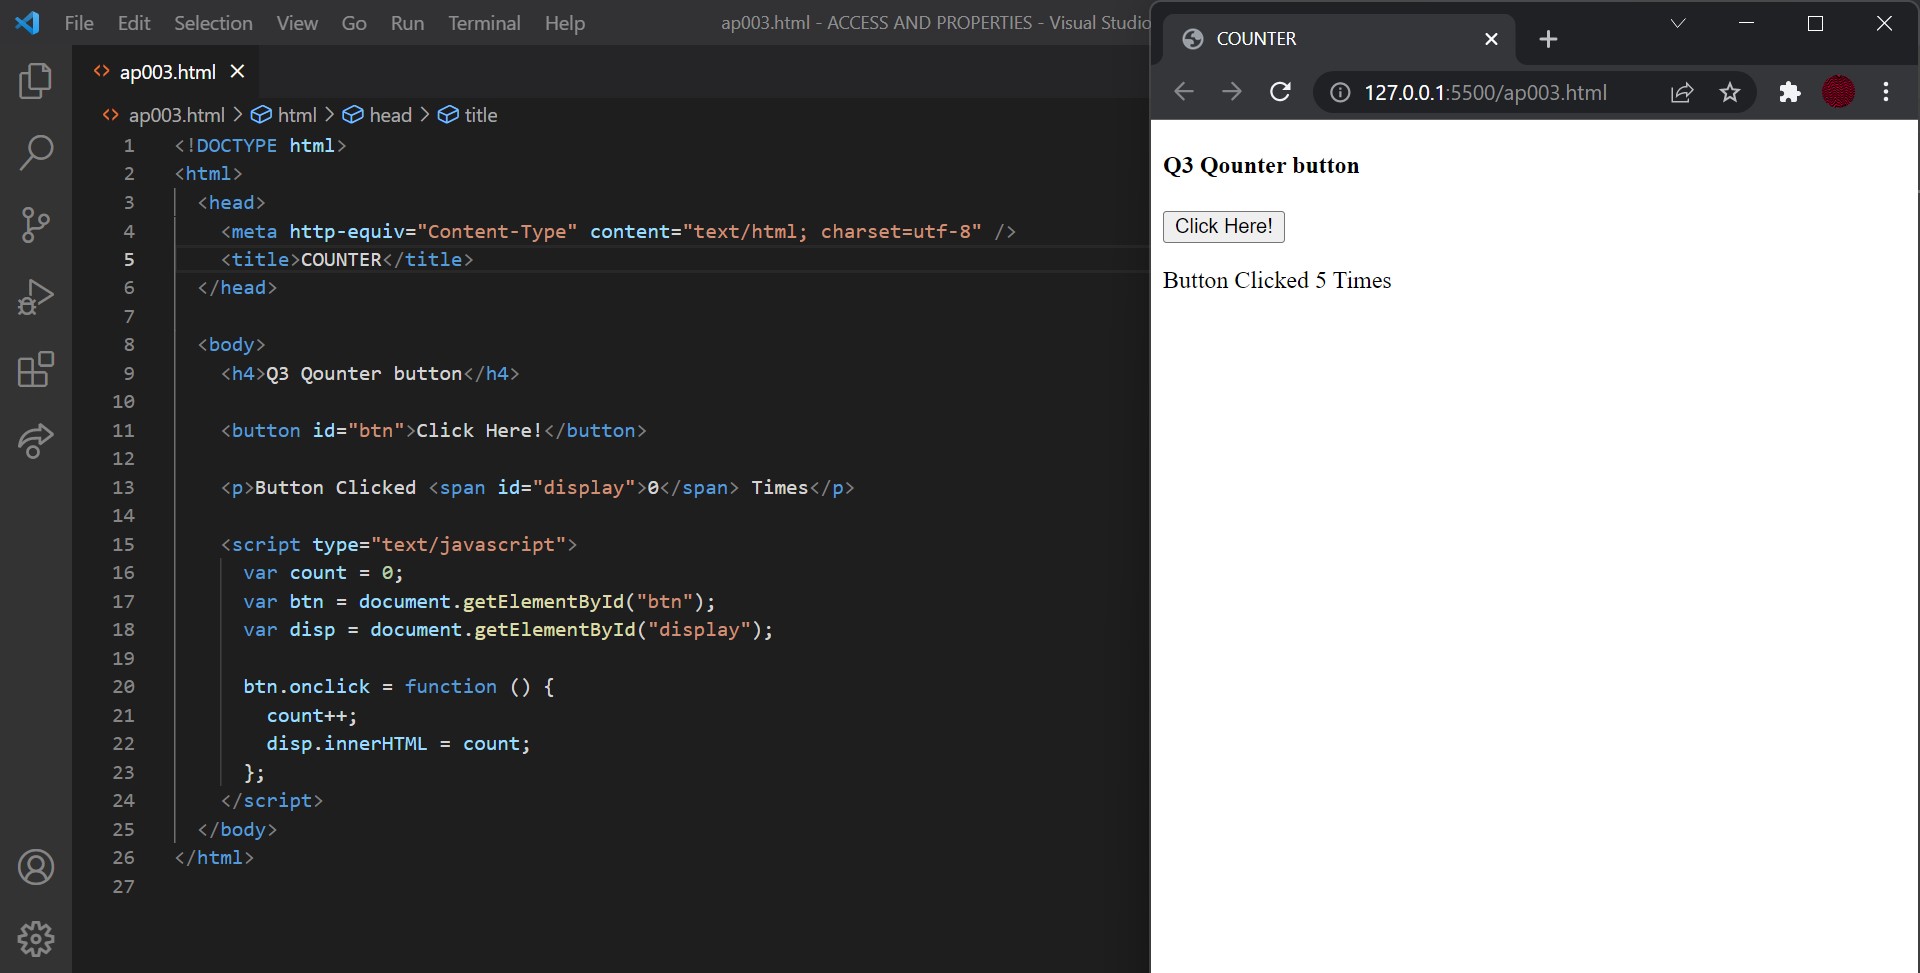 File Edit Selection View Go Run Terminal Help ap003.html - ACCESS AND PROPERTIES - Visual Studio
ap003.html
ap003.html > html > head > title
1 <!DOCTYPE html>
2 <html>
3 <head>
4 <meta http-equiv="Content-Type" content="text/html; charset=utf-8" />
5 <title>COUNTER</title>
6 </head>
7
8 <body>
9 <h4>Q3 Qounter button</h4>
10
11 <button id="btn">Click Here!</button>
12
13 <p>Button Clicked <span id="display">0</span> Times</p>
14
15 <script type="text/javascript">
16 var count = 0;
17 var btn = document.getElementById("btn");
18 var disp = document.getElementById("display");
19
20 btn.onclick = function () {
21 count++;
22 disp.innerHTML = count;
23 };
24 </script>
25 </body>
26 </html>
27
COUNTER
127.0.0.1:5500/ap003.html
Q3 Qounter button
Click Here!
Button Clicked 5 Times